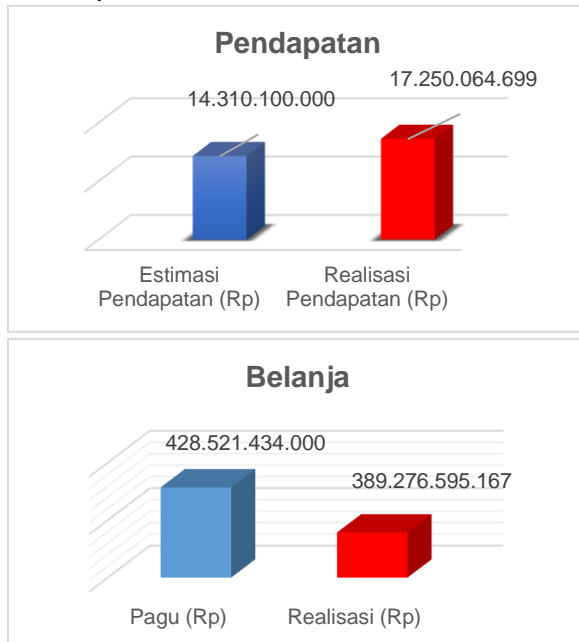 Pendapatan
14.310.100.000
17.250.064.699
Estimasi
Pendapatan (Rp)
Realisasi
Pendapatan (Rp)
Belanja
428.521.434.000
389.276.595.167
Pagu (Rp)
Realisasi (Rp)